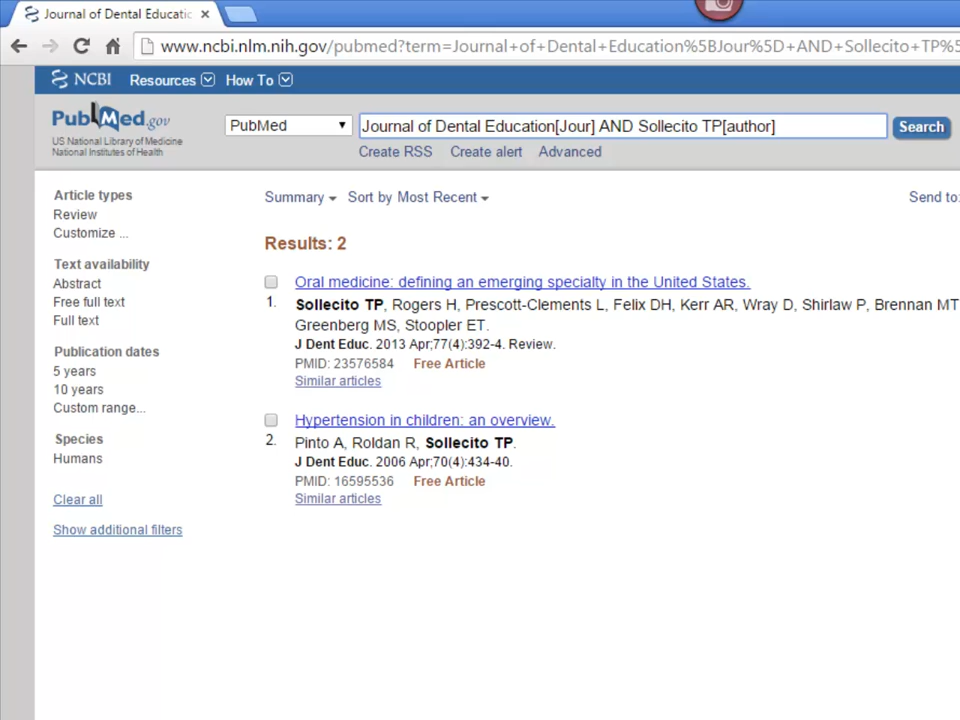 Journal of Dental Educatic
www.ncbi.nlm.nih.gov/pubmed?term=Journal+of+Dental+Education%5BJour%5D+AND+Sollecito+TP%5
NCBI Resources How To
PubMed.gov
US National Library of Medicine
National Institutes of Health
PubMed
Journal of Dental Education[Jour] AND Sollecito TP[author]
Search
Create RSS Create alert Advanced
Article types
Review
Customize ...
Text availability
Abstract
Free full text
Full text
Publication dates
5 years
10 years
Custom range...
Species
Humans
Clear all
Show additional filters
Summary Sort by Most Recent
Send to:
Results: 2
Oral medicine: defining an emerging specialty in the United States.
1. Sollecito TP, Rogers H, Prescott-Clements L, Felix DH, Kerr AR, Wray D, Shirlaw P, Brennan MT
Greenberg MS, Stoopler ET.
J Dent Educ. 2013 Apr;77(4):392-4. Review.
PMID: 23576584 Free Article
Similar articles
Hypertension in children: an overview.
2. Pinto A, Roldan R, Sollecito TP.
J Dent Educ. 2006 Apr;70(4):434-40.
PMID: 16595536 Free Article
Similar articles